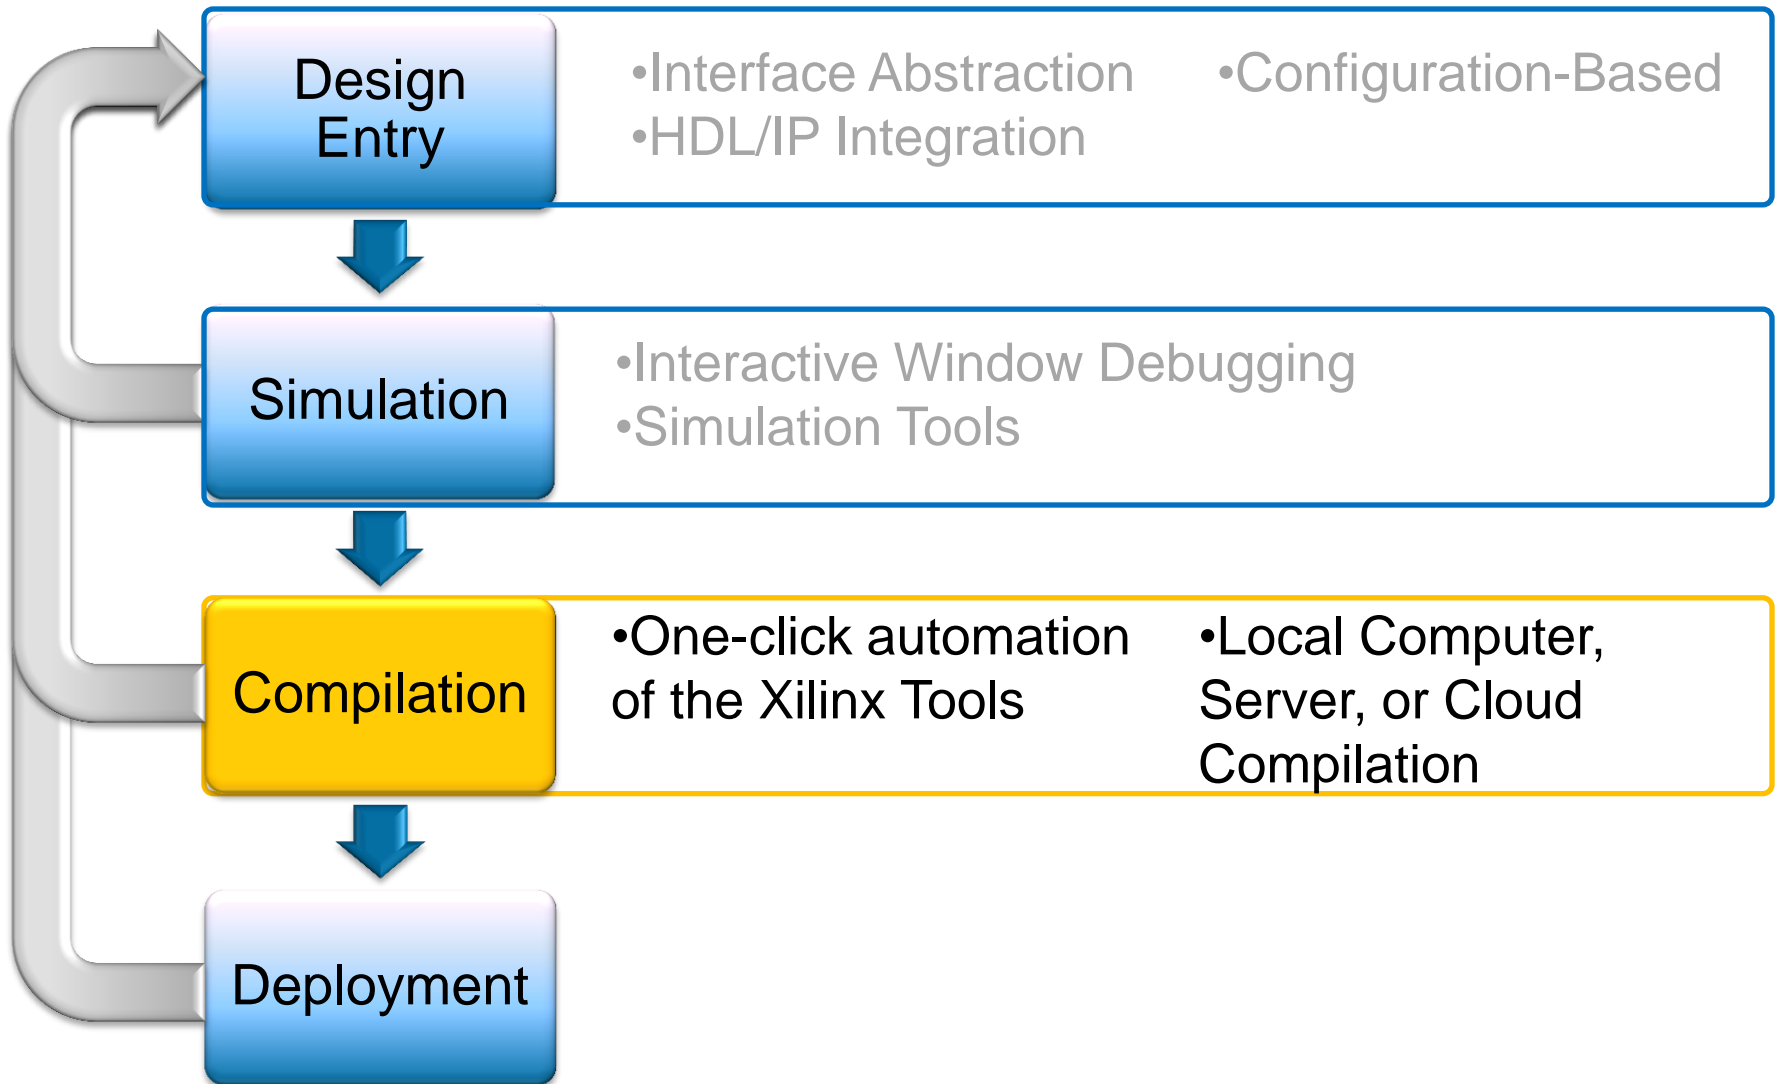 Design
Entry
•Interface Abstraction
•HDL/IP Integration
•Configuration-Based
Simulation
•Interactive Window Debugging
•Simulation Tools
Compilation
•One-click automation
of the Xilinx Tools
•Local Computer,
Server, or Cloud
Compilation
Deployment